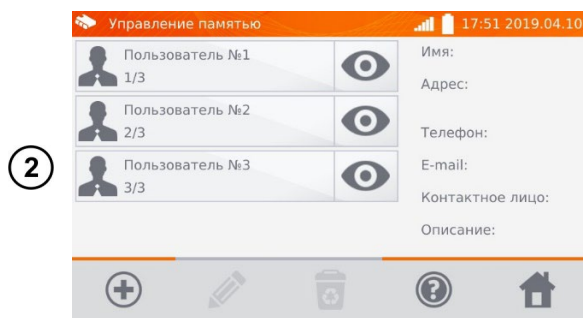 Управление памятью 17:51 2019.04.10
Пользователь №1
1/3
Пользователь №2
2/3
Пользователь №3
3/3
Имя:
Адрес:
Телефон:
E-mail:
Контактное лицо:
Описание:
2